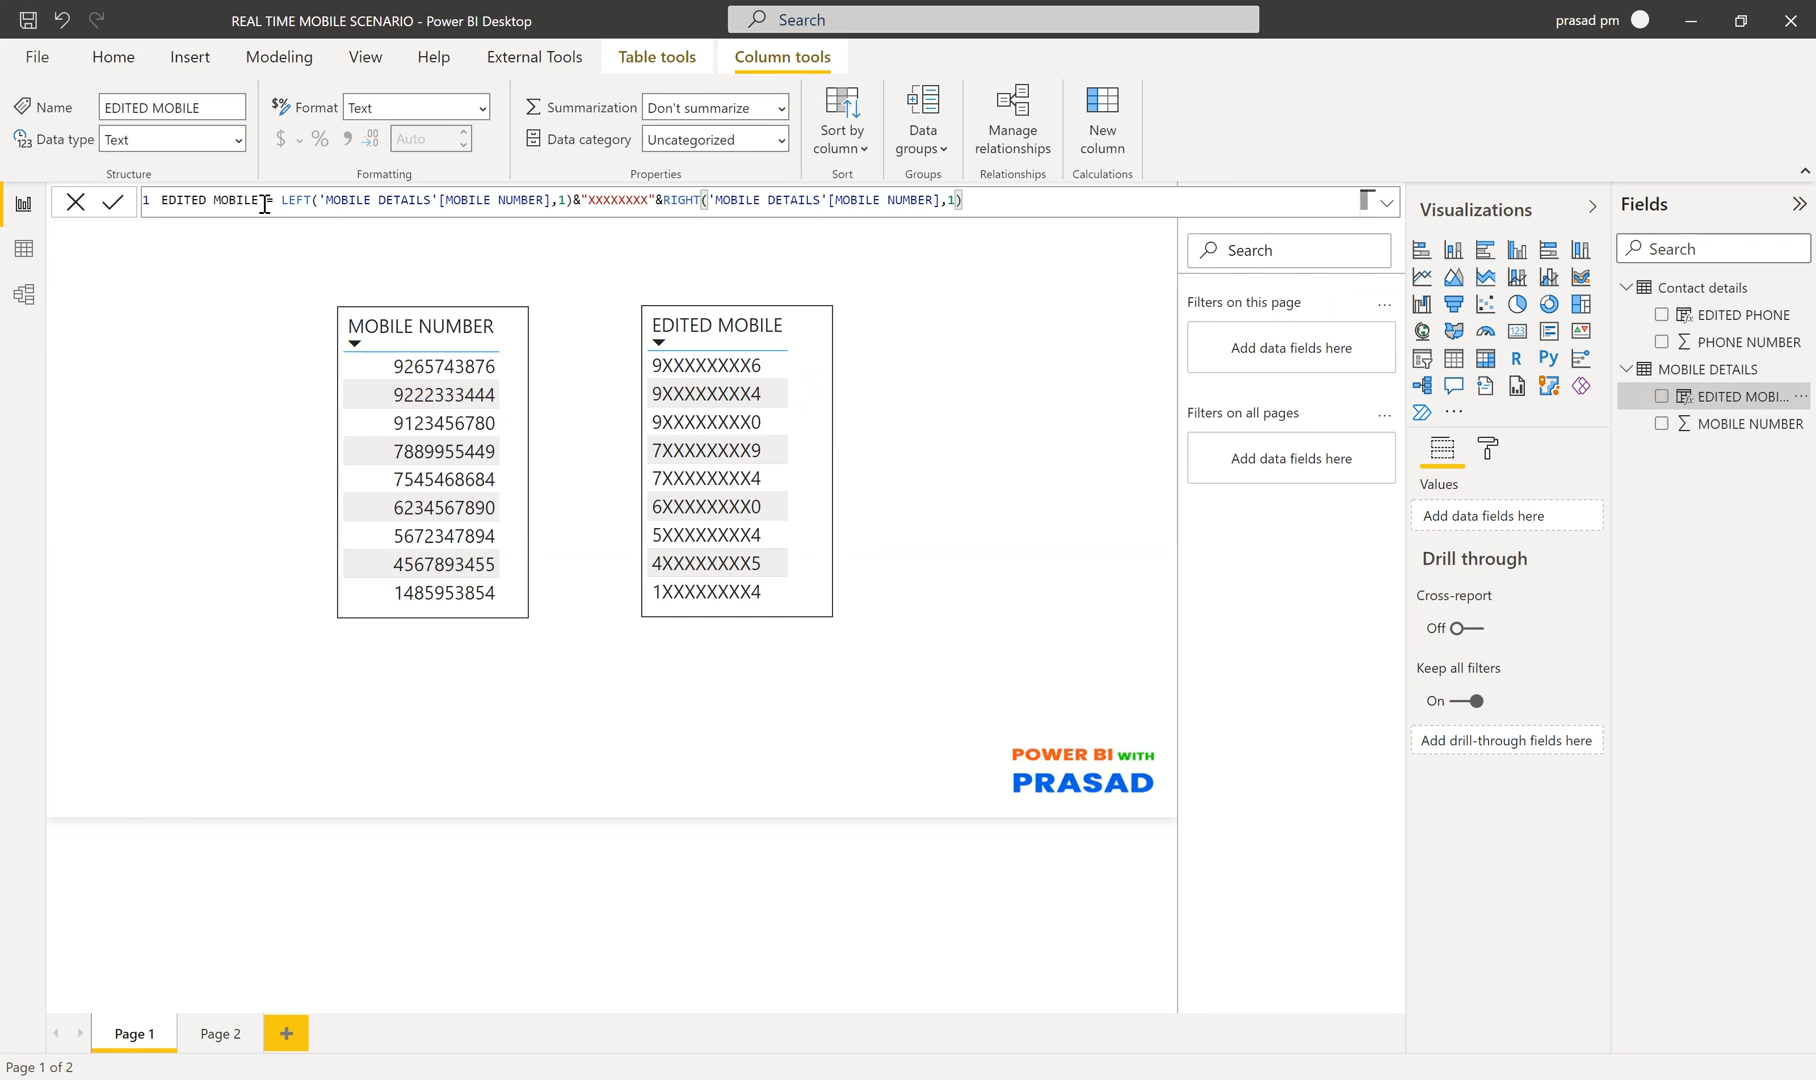 REAL TIME MOBILE SCENARIO - Power BI Desktop
Search
prasad pm
File
Home
Insert
Modeling
View
Help
External Tools
Table tools
Column tools
Name
EDITED MOBILE
Data type
Text
Structure
Format
Text
$ % 9 .00
Auto
Formatting
Summarization
Don't summarize
Data category
Uncategorized
Properties
Sort by
column
Sort
Data
groups
Groups
Manage
relationships
Relationships
New
column
Calculations
1 EDITED MOBILE = LEFT('MOBILE DETAILS'[MOBILE NUMBER],1)&"XXXXXXXX"&RIGHT('MOBILE DETAILS'[MOBILE NUMBER],1)
MOBILE NUMBER
9265743876
9222333444
9123456780
7889955449
7545468684
6234567890
5672347894
4567893455
1485953854
EDITED MOBILE
9XXXXXXXX6
9XXXXXXXX4
9XXXXXXXX0
7XXXXXXXX9
7XXXXXXXX4
6XXXXXXXX0
5XXXXXXXX4
4XXXXXXXX5
1XXXXXXXX4
POWER BI WITH
PRASAD
Search
Filters on this page
...
Add data fields here
Filters on all pages
...
Add data fields here
Visualizations
123
R
Py
...
Values
Add data fields here
Drill through
Cross-report
Off
Keep all filters
On
Add drill-through fields here
Fields
Search
Contact details
EDITED PHONE
PHONE NUMBER
MOBILE DETAILS
EDITED MOBI... ...
MOBILE NUMBER
Page 1
Page 2
+
Page 1 of 2